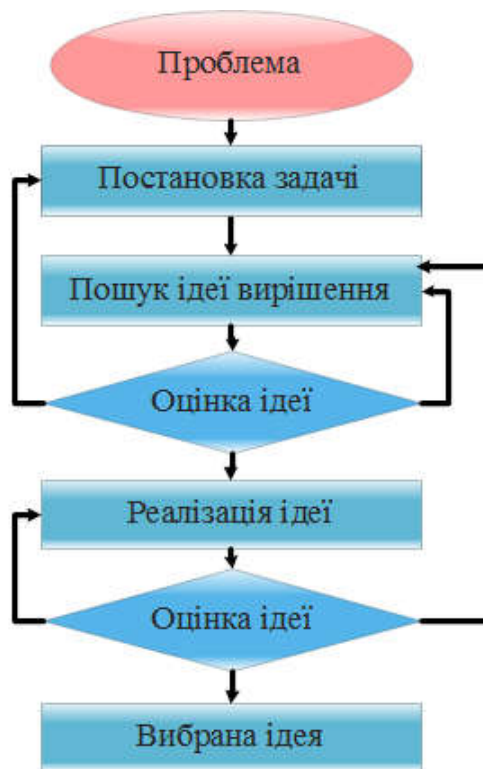 Проблема
Постановка задачі
Пошук ідеї вирішення
Оцінка ідеї
Реалізація ідеї
Оцінка ідеї
Вибрана ідея